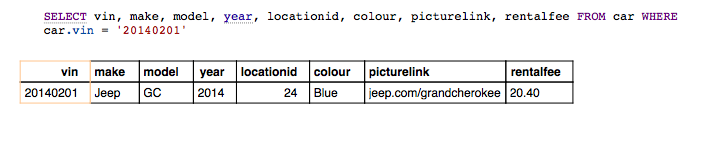 SELECT vin, make, model, year, locationid, colour, picturelink, rentalfee FROM car WHERE
car.vin = '20140201'
vin make model year locationid colour picturelink rentalfee
20140201 Jeep GC 2014 24 Blue jeep.com/grandcherokee 20.40